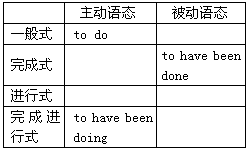 主动语态 被动语态
一般式 to do
完成式 to have been
done
进行式
完成进 to have been
行式 doing